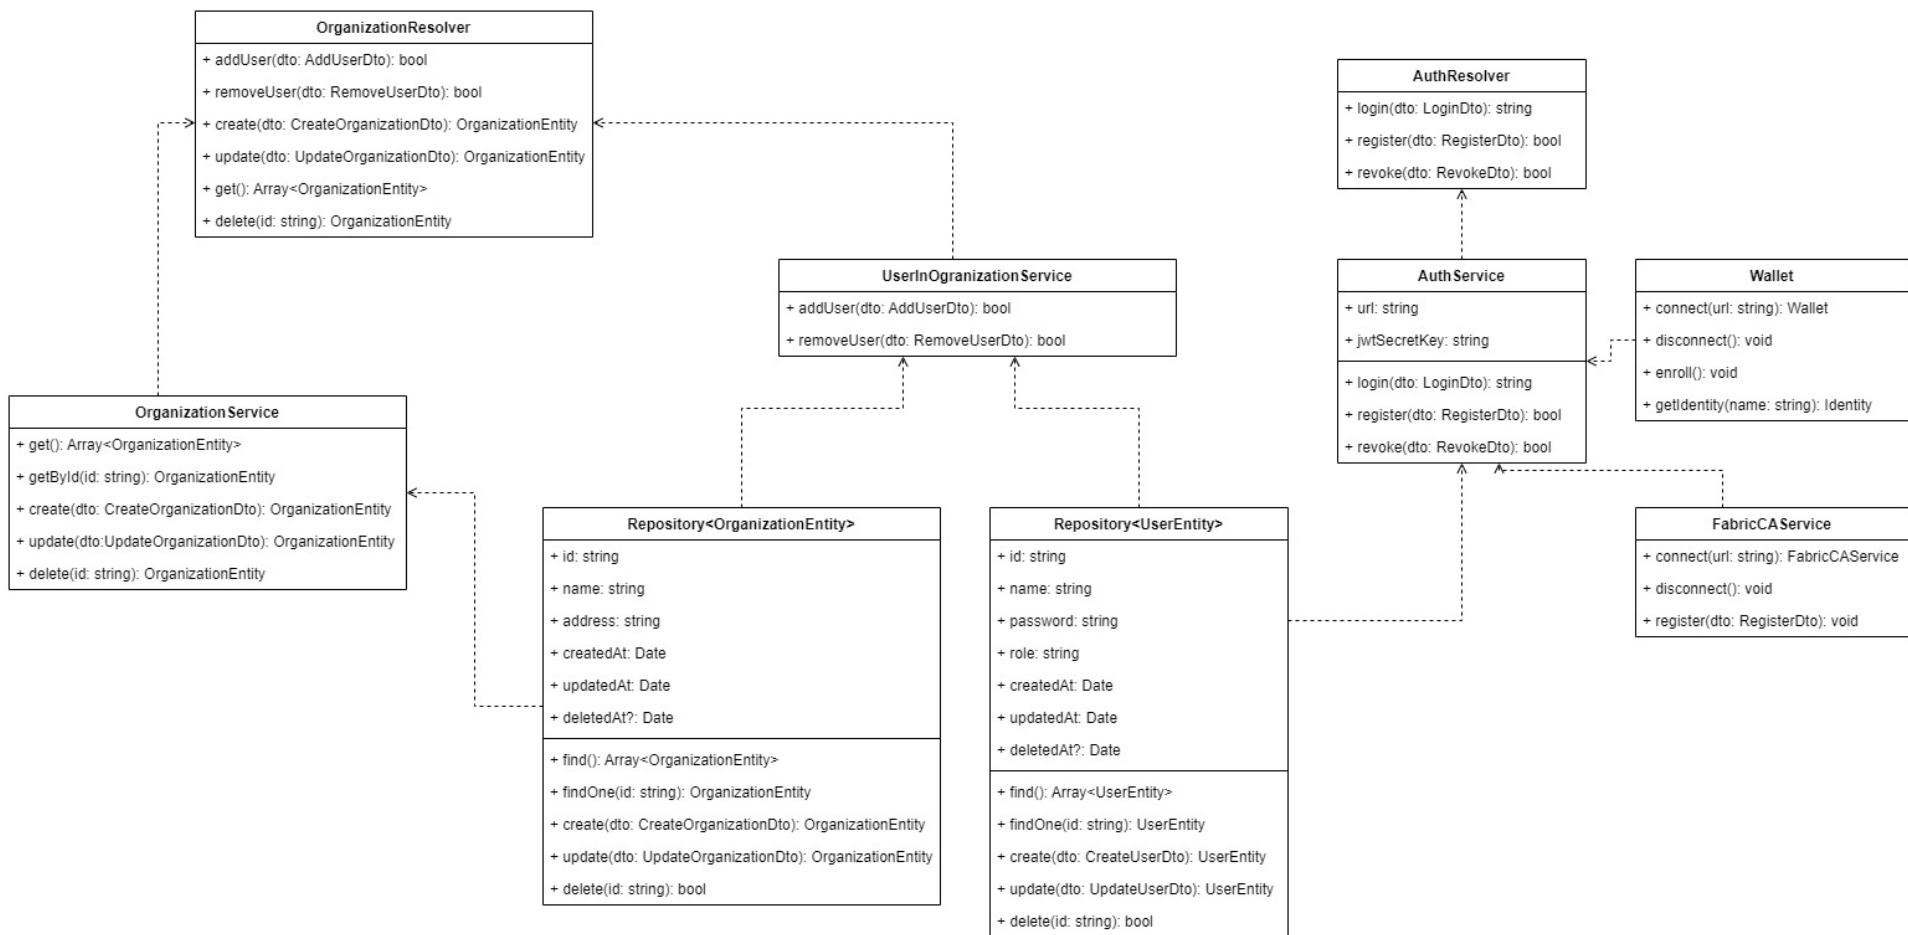 OrganizationResolver
+ addUser(dto: AddUserDto): bool
+ removeUser(dto: RemoveUserDto): bool
+ create(dto: CreateOrganizationDto): OrganizationEntity
+ update(dto: UpdateOrganizationDto): OrganizationEntity
+ get(): Array<OrganizationEntity>
+ delete(id: string): OrganizationEntity
AuthResolver
+ login(dto: LoginDto): string
+ register(dto: RegisterDto): bool
+ revoke(dto: RevokeDto): bool
UserInOgranizationService
+ addUser(dto: AddUserDto): bool
+ removeUser(dto: RemoveUserDto): bool
AuthService
+ url: string
+ jwtSecretKey: string
+ login(dto: LoginDto): string
+ register(dto: RegisterDto): bool
+ revoke(dto: RevokeDto): bool
Wallet
+ connect(url: string): Wallet
+ disconnect(): void
+ enroll(): void
+ getIdentity(name: string): Identity
OrganizationService
+ get(): Array<OrganizationEntity>
+ getById(id: string): OrganizationEntity
+ create(dto: CreateOrganizationDto): OrganizationEntity
+ update(dto:UpdateOrganizationDto): OrganizationEntity
+ delete(id: string): OrganizationEntity
Repository<OrganizationEntity>
+ id: string
+ name: string
+ address: string
+ createdAt: Date
+ updatedAt: Date
+ deletedAt?: Date
+ find(): Array<OrganizationEntity>
+ findOne(id: string): OrganizationEntity
+ create(dto: CreateOrganizationDto): OrganizationEntity
+ update(dto: UpdateOrganizationDto): OrganizationEntity
+ delete(id: string): bool
Repository<UserEntity>
+ id: string
+ name: string
+ password: string
+ role: string
+ createdAt: Date
+ updatedAt: Date
+ deletedAt?: Date
+ find(): Array<UserEntity>
+ findOne(id: string): UserEntity
+ create(dto: CreateUserDto): UserEntity
+ update(dto: UpdateUserDto): UserEntity
+ delete(id: string): bool
FabricCAService
+ connect(url: string): FabricCAService
+ disconnect(): void
+ register(dto: RegisterDto): void